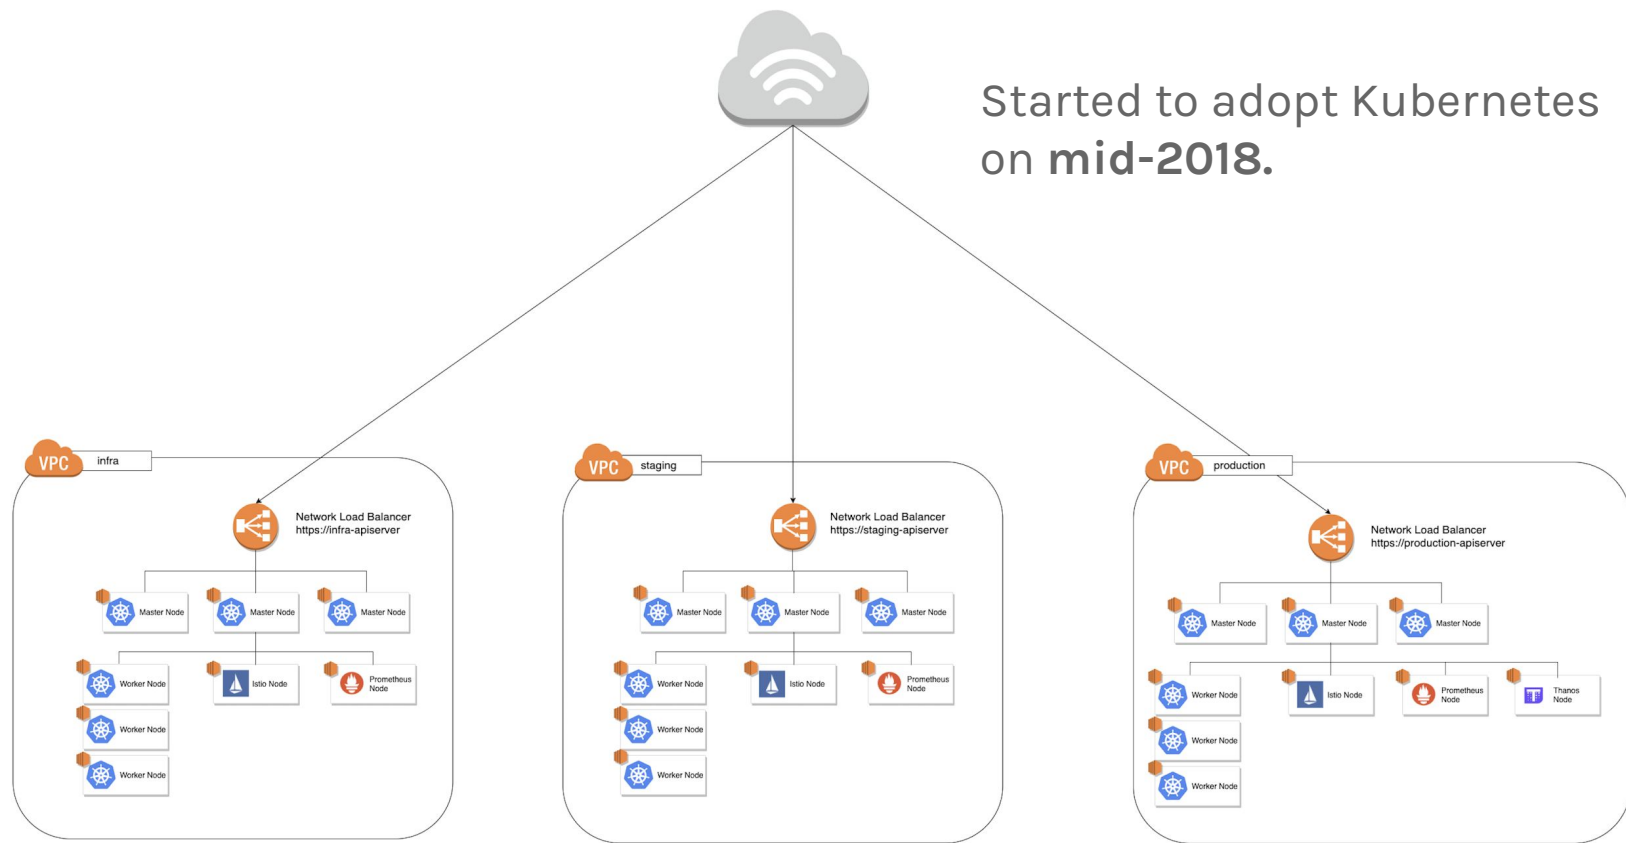 Started to adopt Kubernetes
on mid-2018.
VPC
infra
Network Load Balancer
https://infra-apiserver
Master Node
Master Node
Master Node
Worker Node
Istio Node
Prometheus
Node
Worker Node
Worker Node
VPC
staging
Network Load Balancer
https://staging-apiserver
Master Node
Master Node
Master Node
Worker Node
Istio Node
Prometheus
Node
Worker Node
Worker Node
VPC
production
Network Load Balancer
https://production-apiserver
Master Node
Master Node
Master Node
Worker Node
Istio Node
Prometheus
Node
Thanos
Node
Worker Node
Worker Node